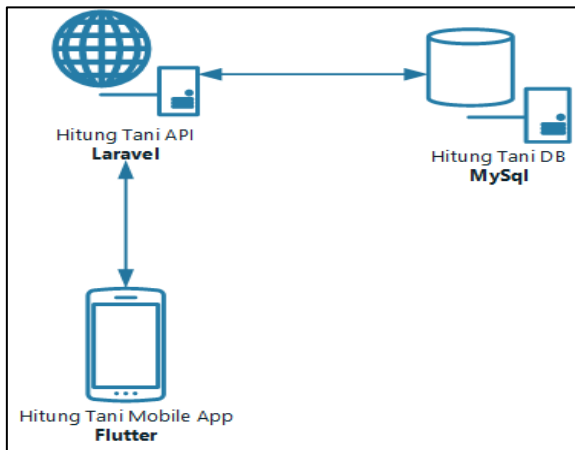 Hitung Tani API
Laravel
Hitung Tani DB
MySql
Hitung Tani Mobile App
Flutter